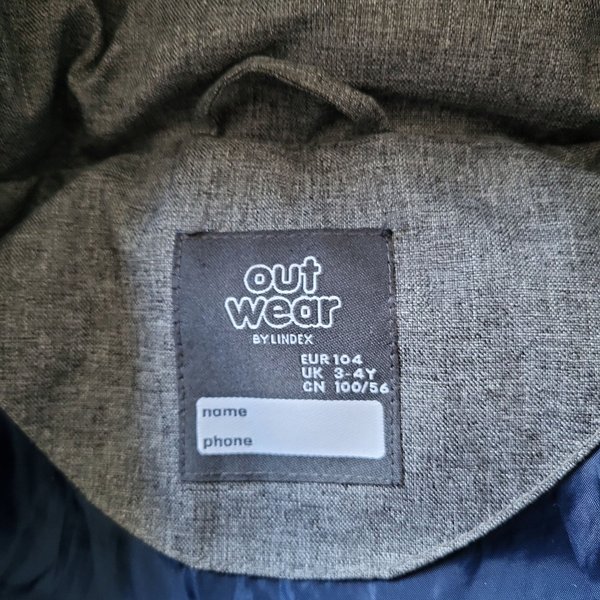 out
wear
BY LINDEX
EUR 104
UK 3-4Y
CN 100/56
name
phone